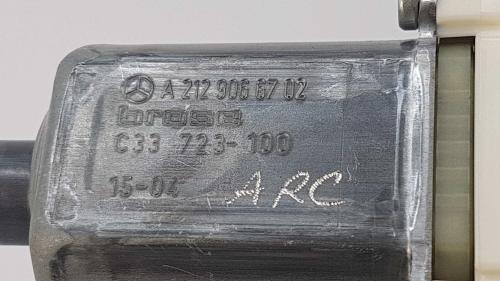 A 212 906 67 02
brose
C33 723-100
15-04 ARC